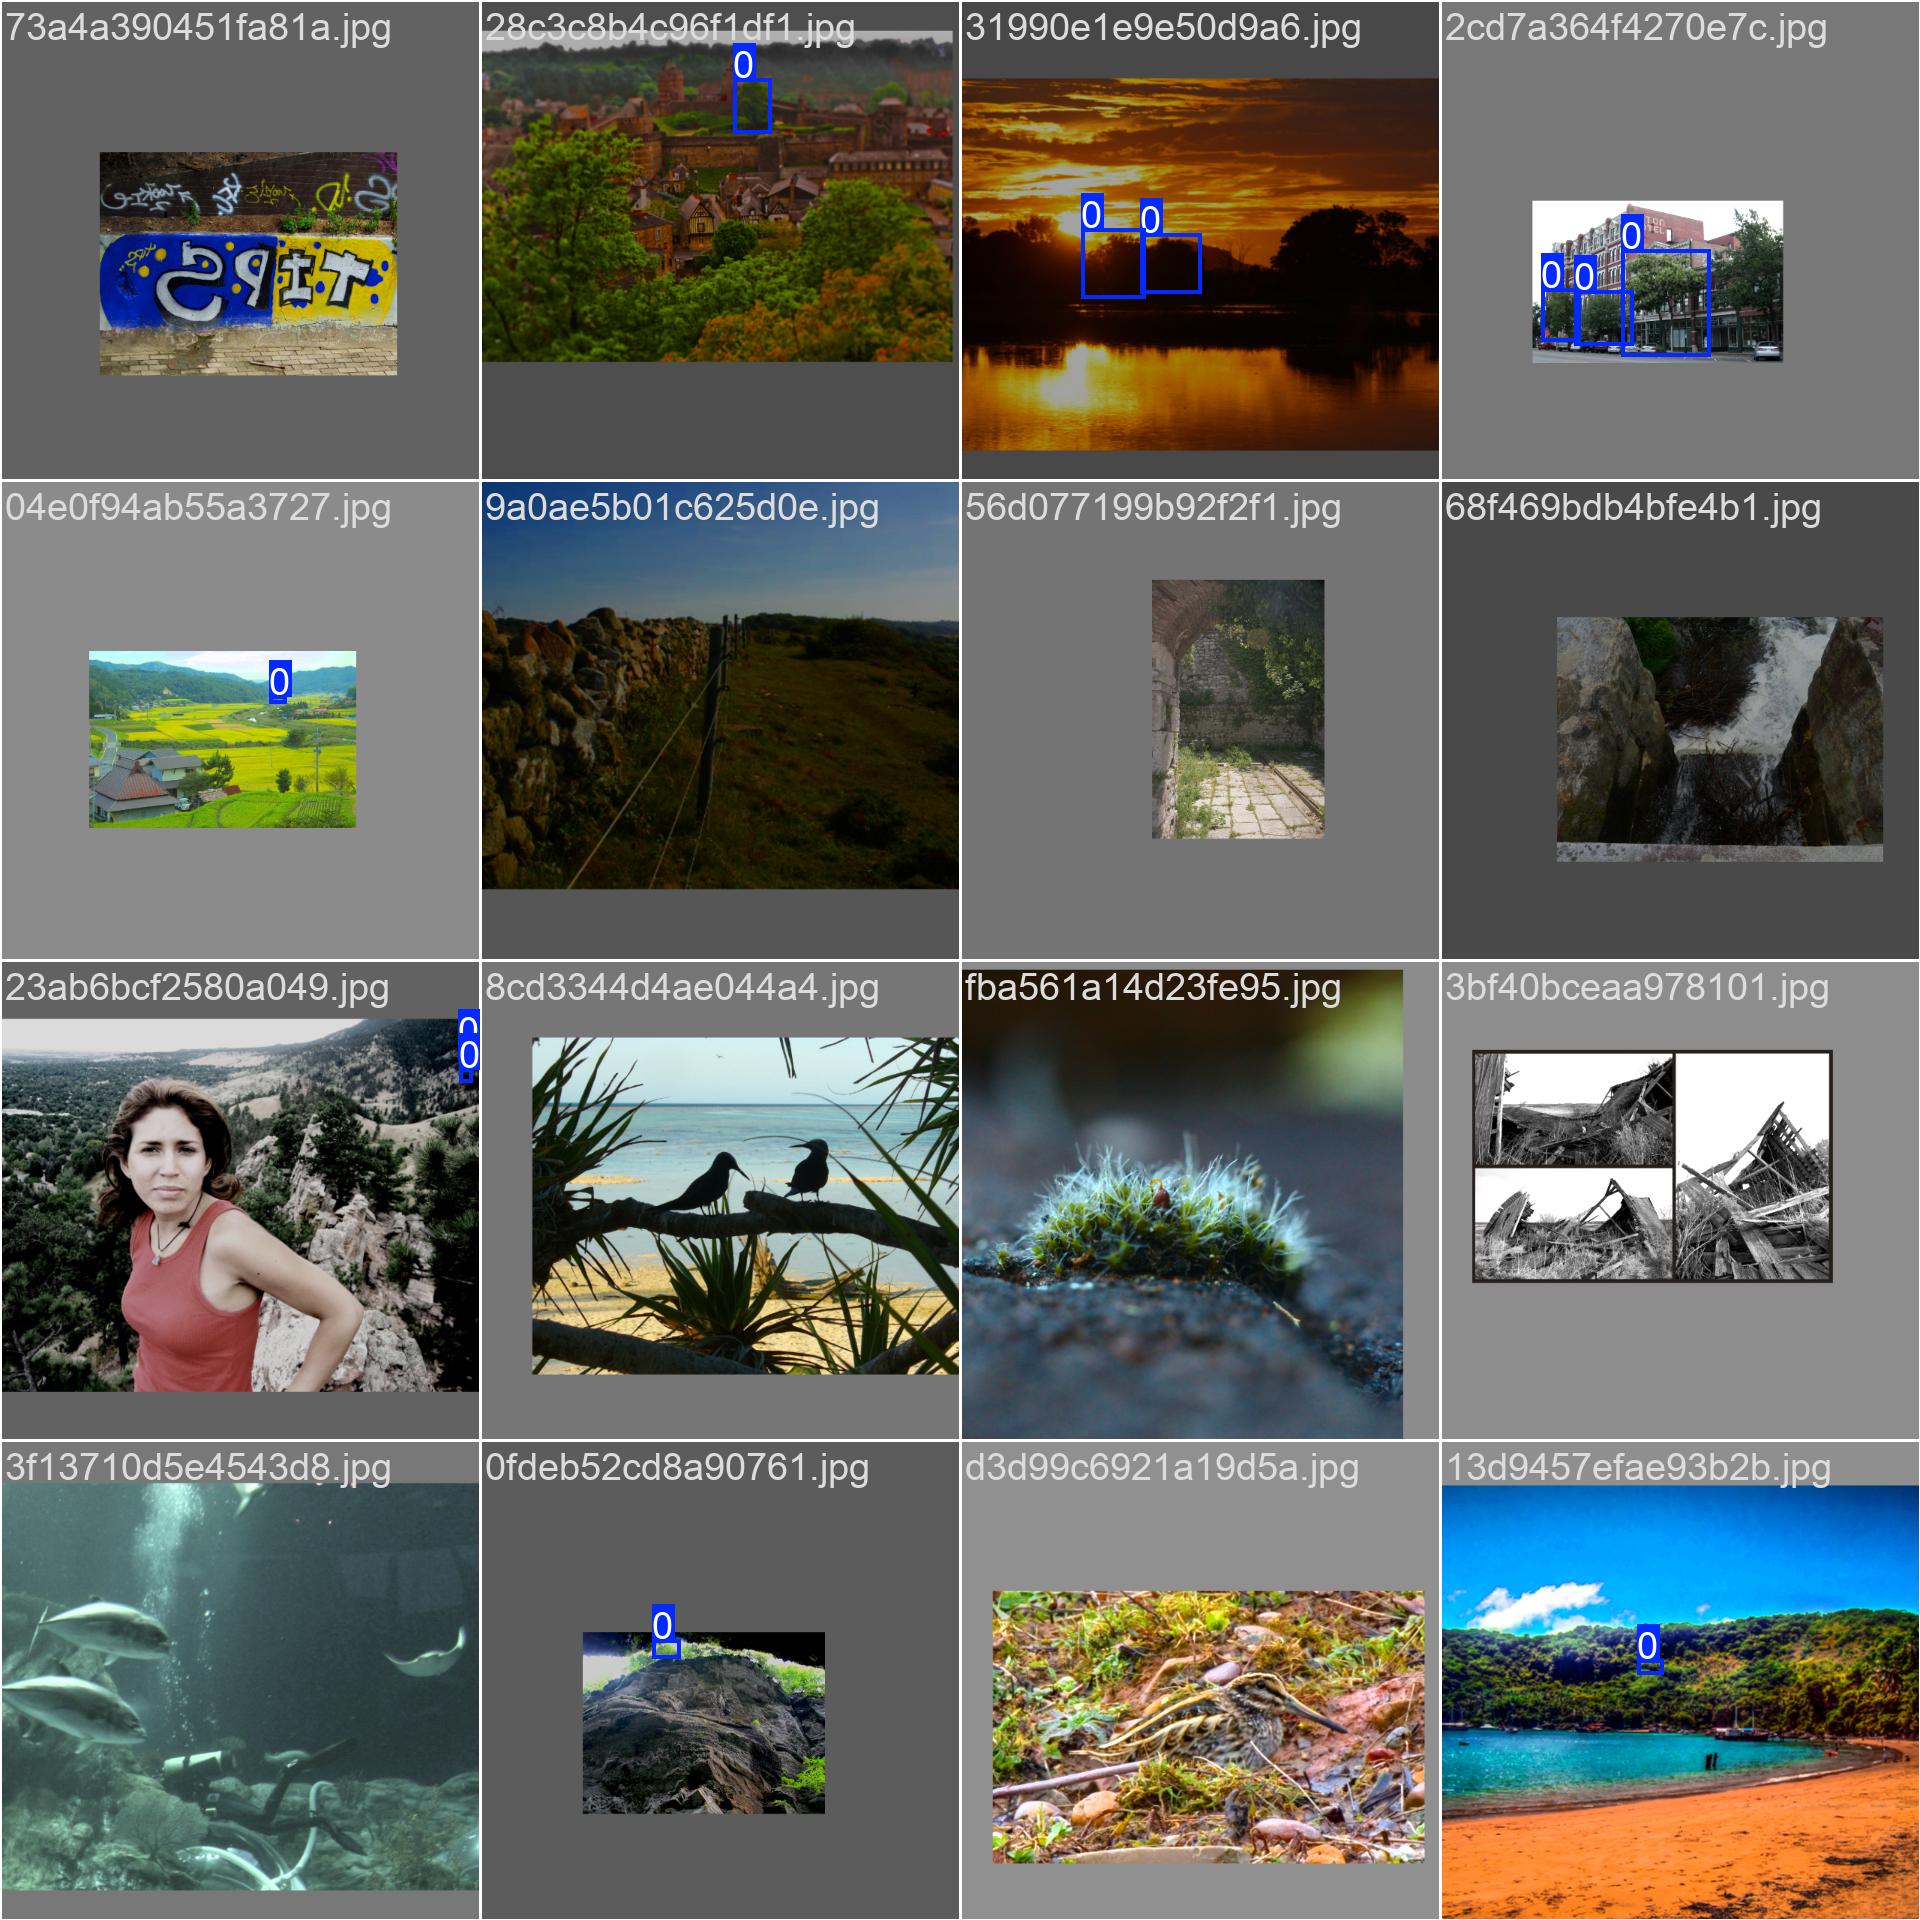 73a4a390451fa81a.jpg
28c3c8b4c96f1df1.jpg
31990e1e9e50d9a6.jpg
2cd7a364f4270e7c.jpg
TIPS
0
0
0
0
0
0
04e0f94ab55a3727.jpg
9a0ae5b01c625d0e.jpg
56d077199b92f2f1.jpg
68f469bdb4bfe4b1.jpg
0
23ab6bcf2580a049.jpg
8cd3344d4ae044a4.jpg
fba561a14d23fe95.jpg
3bf40bceaa978101.jpg
0
0
3f13710d5e4543d8.jpg
0fdeb52cd8a90761.jpg
d3d99c6921a19d5a.jpg
13d9457efae93b2b.jpg
0
0